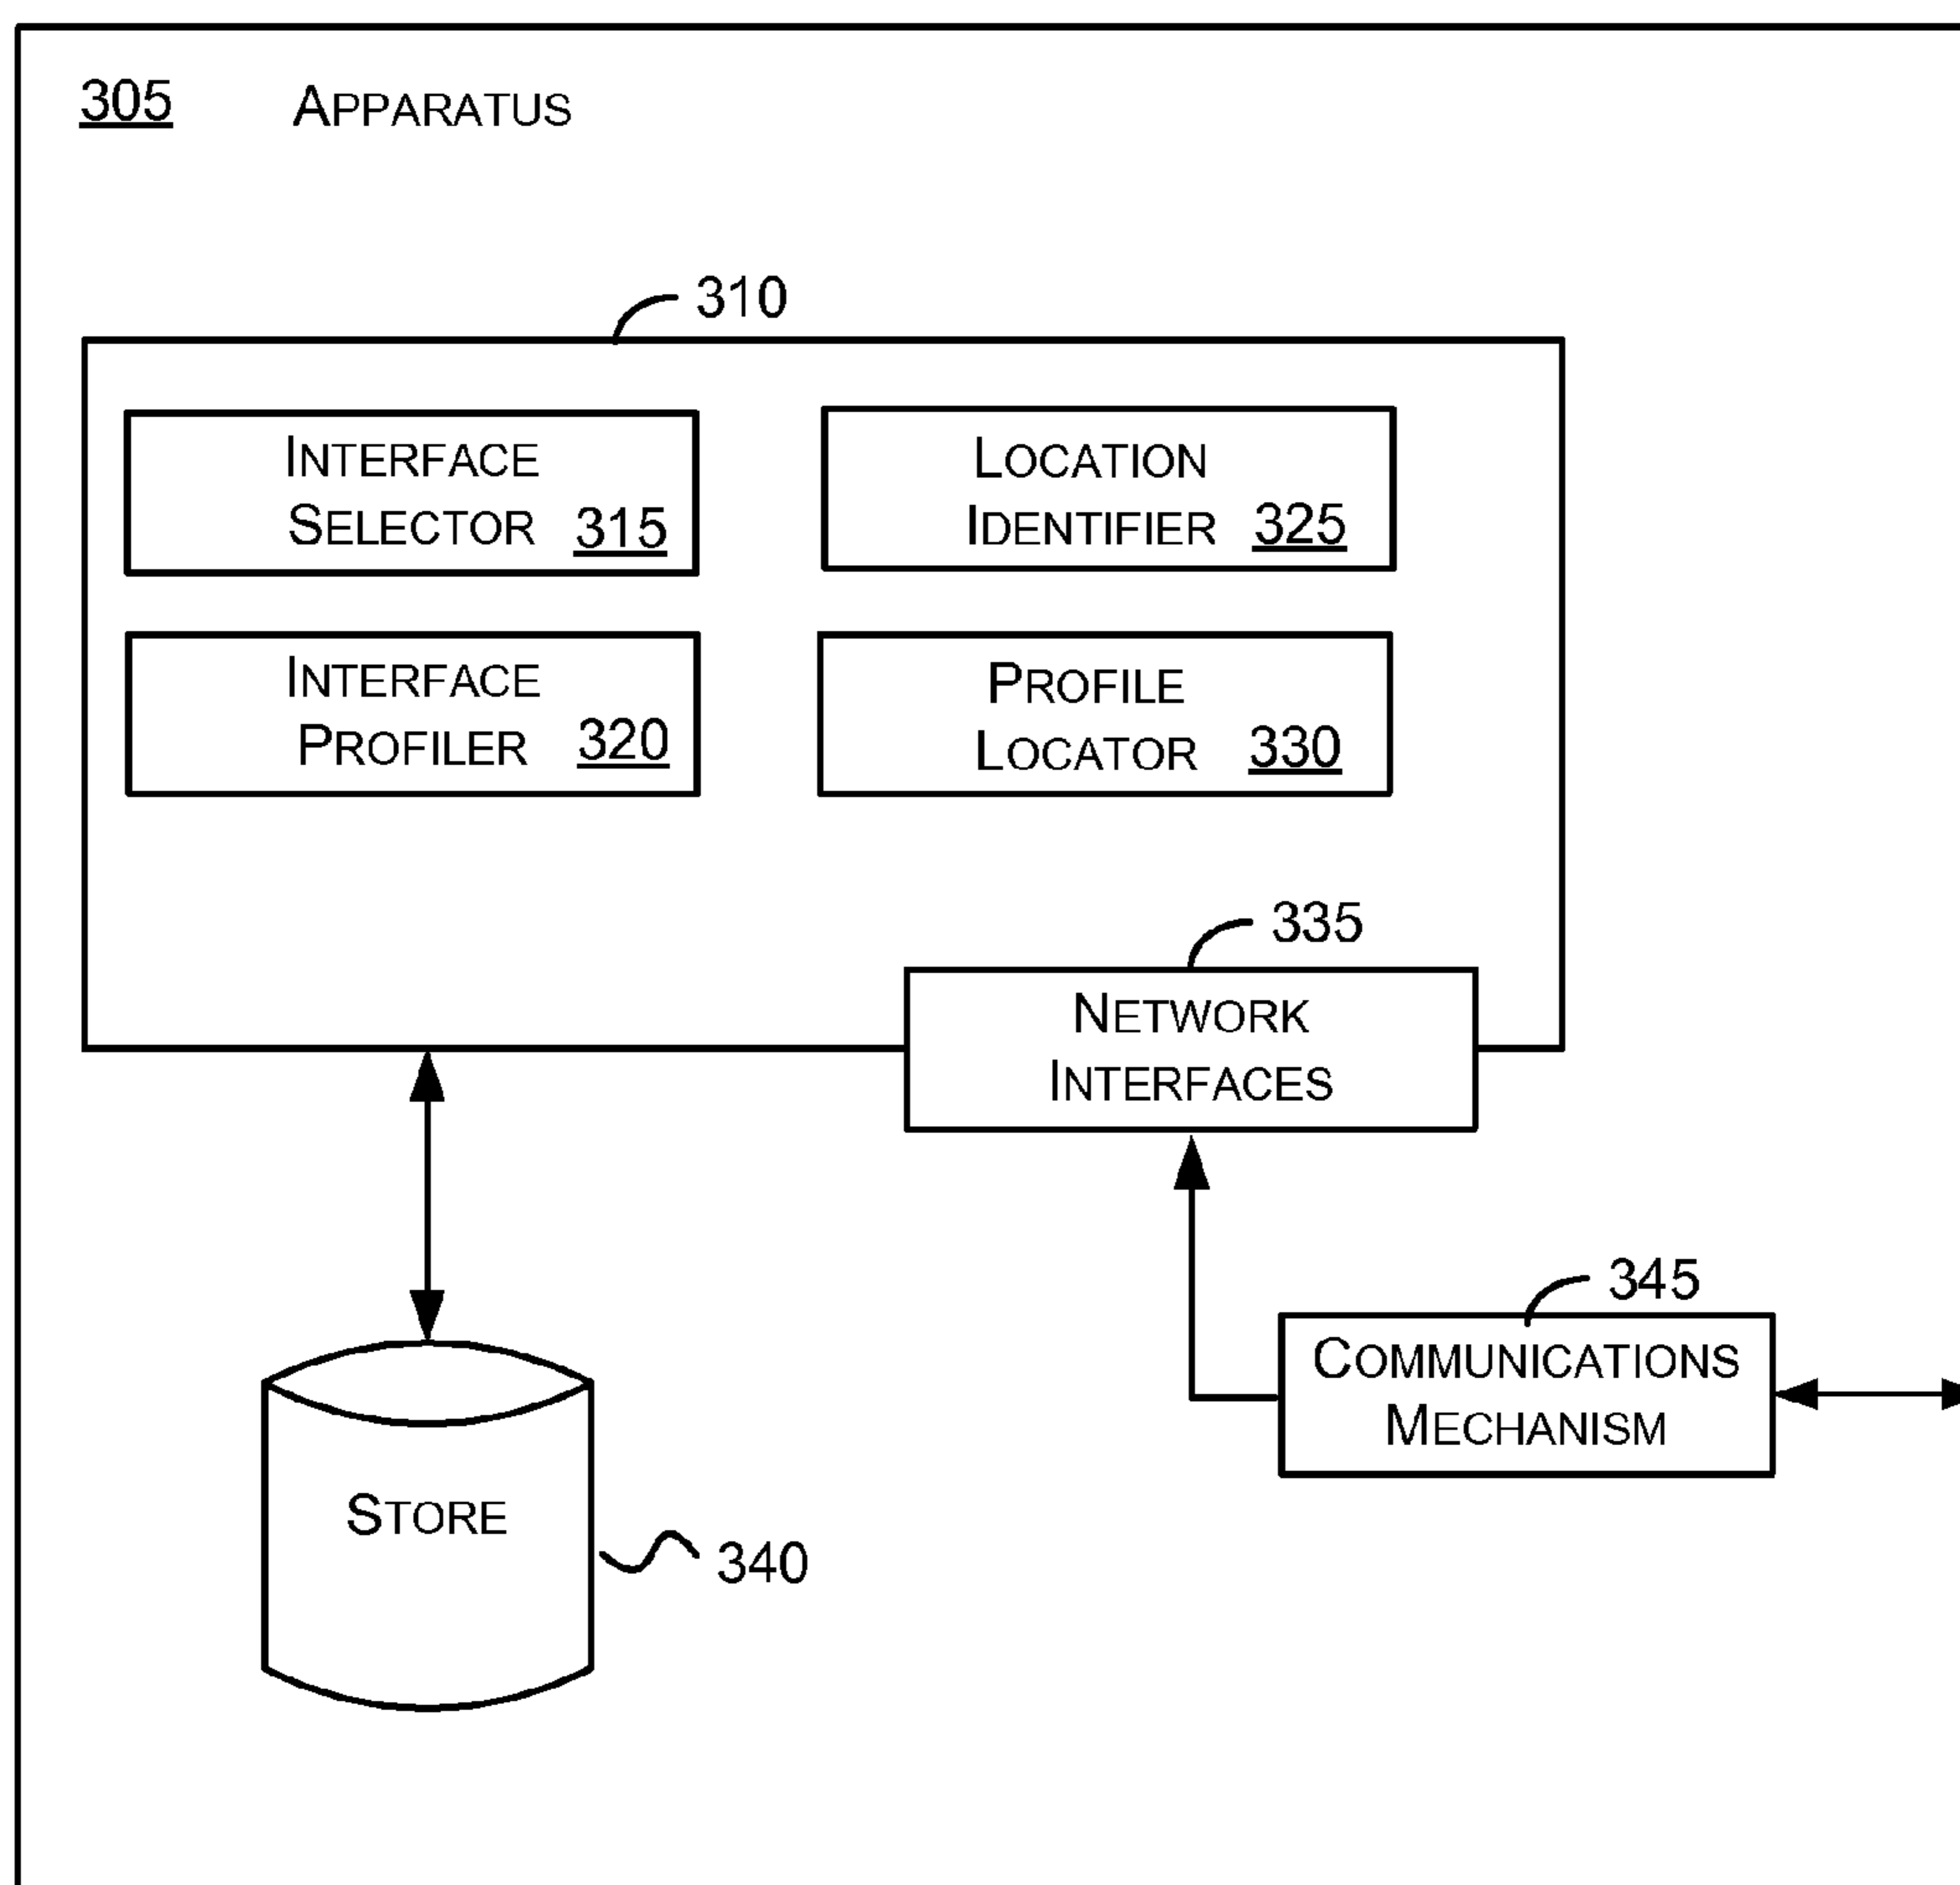 305 APPARATUS
310
INTERFACE
SELECTOR 315
LOCATION
IDENTIFIER 325
INTERFACE
PROFILER 320
PROFILE
LOCATOR 330
335
NETWORK
INTERFACES
345
COMMUNICATIONS
MECHANISM
STORE
340